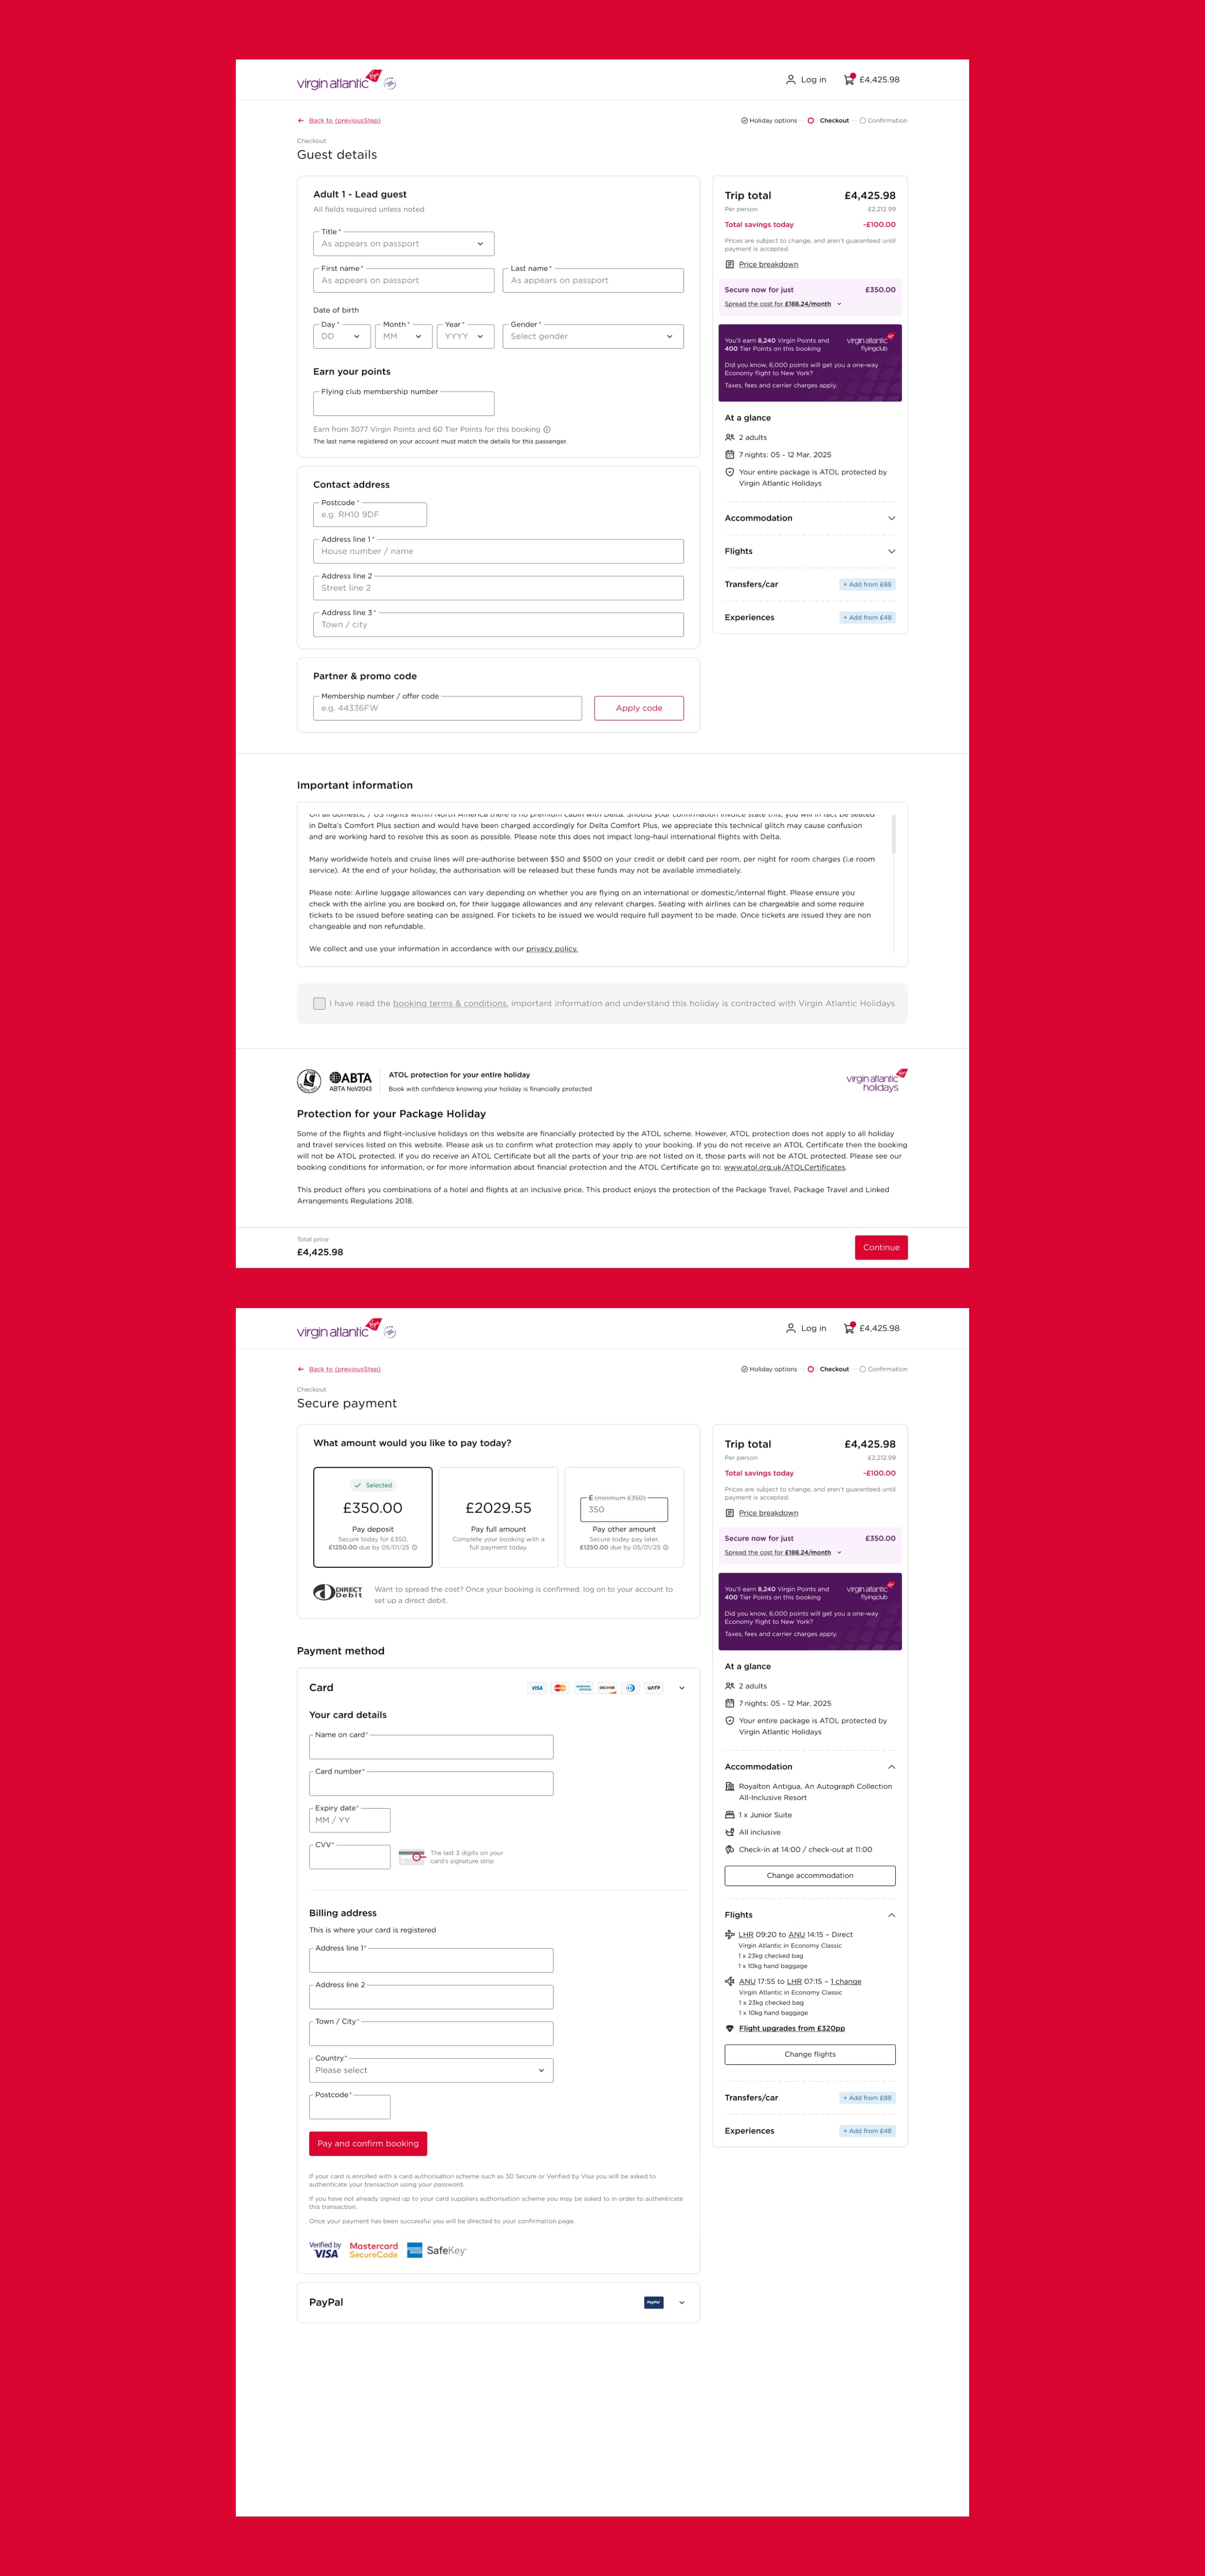 virgin atlantic
Log in
£4,425.98
Back to {previousStep}
Holiday options
Checkout
Confirmation
Checkout
Guest details
Adult 1 - Lead guest
All fields required unless noted
Title*
As appears on passport
First name*
As appears on passport
Last name*
As appears on passport
Date of birth
Day*
DD
Month*
MM
Year*
YYYY
Gender*
Select gender
Earn your points
Flying club membership number
Earn from 3077 Virgin Points and 60 Tier Points for this booking
The last name registered on your account must match the details for this passenger.
Contact address
Postcode*
e.g. RH10 9DF
Address line 1*
House number / name
Address line 2
Street line 2
Address line 3*
Town / city
Partner & promo code
Membership number / offer code
e.g. 44336FW
Apply code
Trip total £4,425.98
Per person £2,212.99
Total savings today -£100.00
Prices are subject to change, and aren't guaranteed until
payment is accepted.
Price breakdown
Secure now for just £350.00
Spread the cost for £188.24/month
You'll earn 8,240 Virgin Points and
400 Tier Points on this booking
virgin atlantic
flyingclub
Did you know, 6,000 points will get you a one-way
Economy flight to New York?
Taxes, fees and carrier charges apply.
At a glance
2 adults
7 nights: 05 - 12 Mar, 2025
Your entire package is ATOL protected by
Virgin Atlantic Holidays
Accommodation
Flights
Transfers/car + Add from £88
Experiences + Add from £48
Important information
On all domestic / US flights within North America there is no premium cabin with Delta. Should your confirmation invoice state this, you will in fact be seated
in Delta's Comfort Plus section and would have been charged accordingly for Delta Comfort Plus, we appreciate this technical glitch may cause confusion
and are working hard to resolve this as soon as possible. Please note this does not impact long-haul international flights with Delta.
Many worldwide hotels and cruise lines will pre-authorise between $50 and $500 on your credit or debit card per room, per night for room charges (i.e room
service). At the end of your holiday, the authorisation will be released but these funds may not be available immediately.
Please note: Airline luggage allowances can vary depending on whether you are flying on an international or domestic/internal flight. Please ensure you
check with the airline you are booked on, for their luggage allowances and any relevant charges. Seating with airlines can be chargeable and some require
tickets to be issued before seating can be assigned. For tickets to be issued we would require full payment to be made. Once tickets are issued they are non
changeable and non refundable.
We collect and use your information in accordance with our privacy policy.
I have read the booking terms & conditions, important information and understand this holiday is contracted with Virgin Atlantic Holidays
ABTA
ABTA NoV2043
ATOL protection for your entire holiday
Book with confidence knowing your holiday is financially protected
virgin atlantic
holidays
Protection for your Package Holiday
Some of the flights and flight-inclusive holidays on this website are financially protected by the ATOL scheme. However, ATOL protection does not apply to all holiday
and travel services listed on this website. Please ask us to confirm what protection may apply to your booking. If you do not receive an ATOL Certificate then the booking
will not be ATOL protected. If you do receive an ATOL Certificate but all the parts of your trip are not listed on it, those parts will not be ATOL protected. Please see our
booking conditions for information, or for more information about financial protection and the ATOL Certificate go to: www.atol.org.uk/ATOLCertificates.
This product offers you combinations of a hotel and flights at an inclusive price. This product enjoys the protection of the Package Travel, Package Travel and Linked
Arrangements Regulations 2018.
Total price
£4,425.98
Continue
virgin atlantic
Log in
£4,425.98
Back to {previousStep}
Holiday options
Checkout
Confirmation
Checkout
Secure payment
What amount would you like to pay today?
Selected
£350.00
Pay deposit
Secure today for £350,
£1250.00 due by 05/01/25
£2029.55
Pay full amount
Complete your booking with a
full payment today.
£ (minimum £350)
350
Pay other amount
Secure today pay later,
£1250.00 due by 05/01/25
DIRECT
Debit
Want to spread the cost? Once your booking is confirmed, log on to your account to
set up a direct debit.
Payment method
Card
VISA
DISCOVER
UATP
Your card details
Name on card*
Card number*
Expiry date*
MM / YY
CVV*
The last 3 digits on your
card's signature strip
Billing address
This is where your card is registered
Address line 1*
Address line 2
Town / City*
Country*
Please select
Postcode*
Pay and confirm booking
If your card is enrolled with a card authorisation scheme such as 3D Secure or Verified by Visa you will be asked to
authenticate your transaction using your password.
If you have not already signed up to your card suppliers authorisation scheme you may be asked to in order to authenticate
this transaction.
Once your payment has been successful you will be directed to your confirmation page.
Verified by
VISA
Mastercard
SecureCode
SafeKey
PayPal
PayPal
Trip total £4,425.98
Per person £2,212.99
Total savings today -£100.00
Prices are subject to change, and aren't guaranteed until
payment is accepted.
Price breakdown
Secure now for just £350.00
Spread the cost for £188.24/month
You'll earn 8,240 Virgin Points and
400 Tier Points on this booking
virgin atlantic
flyingclub
Did you know, 6,000 points will get you a one-way
Economy flight to New York?
Taxes, fees and carrier charges apply.
At a glance
2 adults
7 nights: 05 - 12 Mar, 2025
Your entire package is ATOL protected by
Virgin Atlantic Holidays
Accommodation
Royalton Antigua, An Autograph Collection
All-Inclusive Resort
1 x Junior Suite
All inclusive
Check-in at 14:00 / check-out at 11:00
Change accommodation
Flights
LHR 09:20 to ANU 14:15 - Direct
Virgin Atlantic in Economy Classic
1 x 23kg checked bag
1 x 10kg hand baggage
ANU 17:55 to LHR 07:15 - 1 change
Virgin Atlantic in Economy Classic
1 x 23kg checked bag
1 x 10kg hand baggage
Flight upgrades from £320pp
Change flights
Transfers/car + Add from £88
Experiences + Add from £48